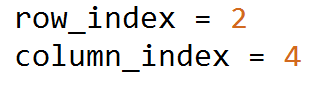 row_index = 2
column_index = 4